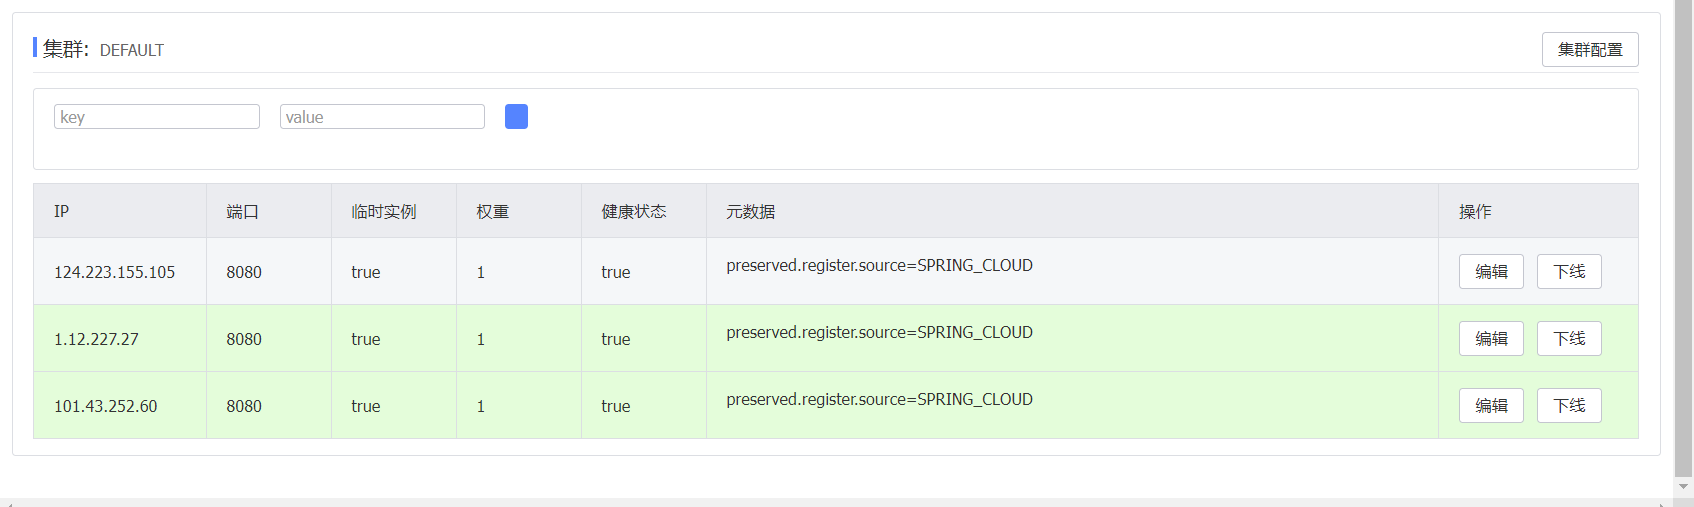 集群: DEFAULT
集群配置
key value
IP 端口 临时实例 权重 健康状态 元数据 操作
124.223.155.105 8080 true 1 true preserved.register.source=SPRING_CLOUD 编辑 下线
1.12.227.27 8080 true 1 true preserved.register.source=SPRING_CLOUD 编辑 下线
101.43.252.60 8080 true 1 true preserved.register.source=SPRING_CLOUD 编辑 下线